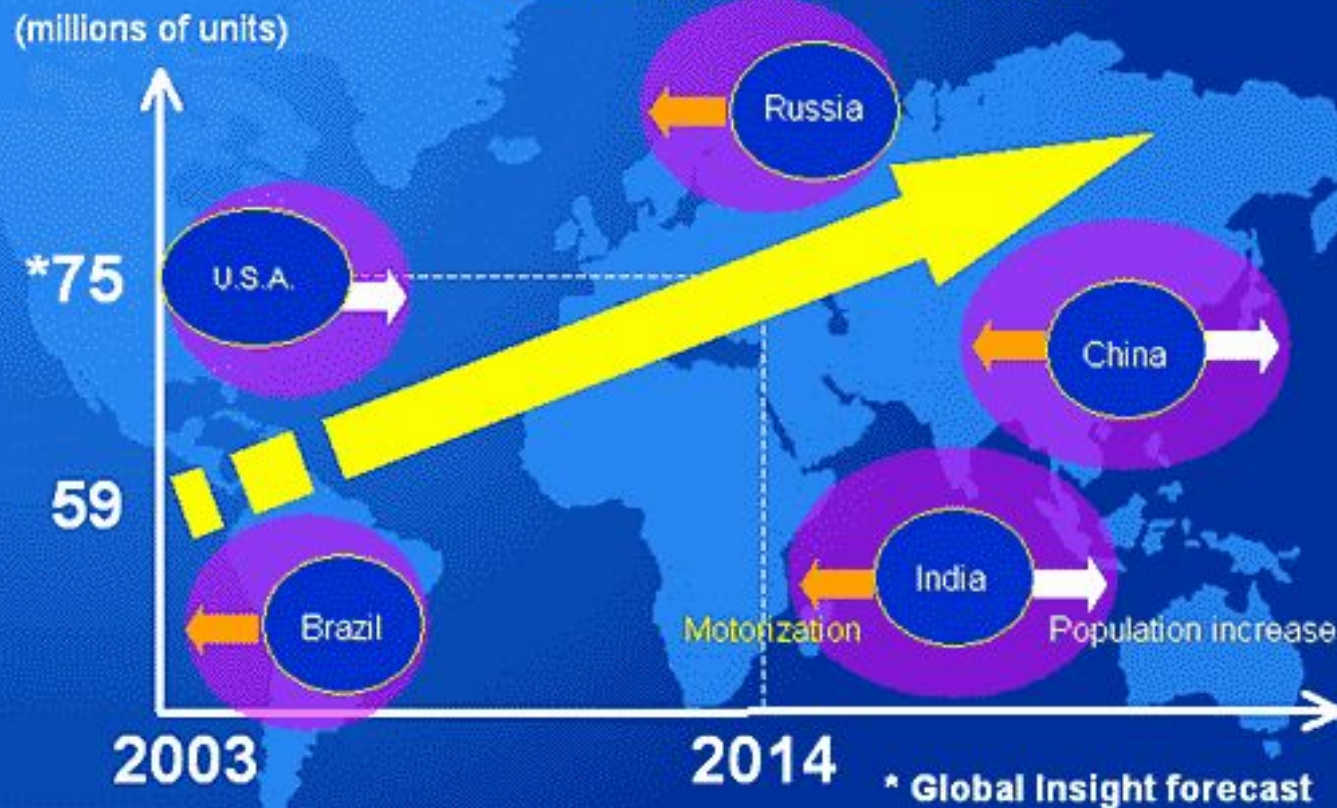 (millions of units)
Russia
*75
U.S.A.
China
59
India
Brazil
Motorization
Population increase
2003
2014
* Global Insight forecast